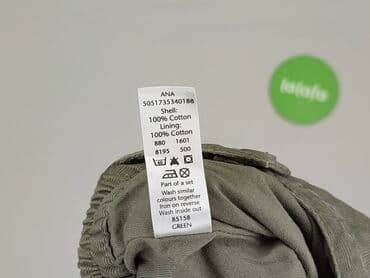 ANA
5051735340188
Shell:
100% Cotton
Lining:
100% Cotton
880 1601
8195 500
Part of a set
Wash similar
colours together
Iron on reverse
Wash inside out
85158
GREEN
lalafo